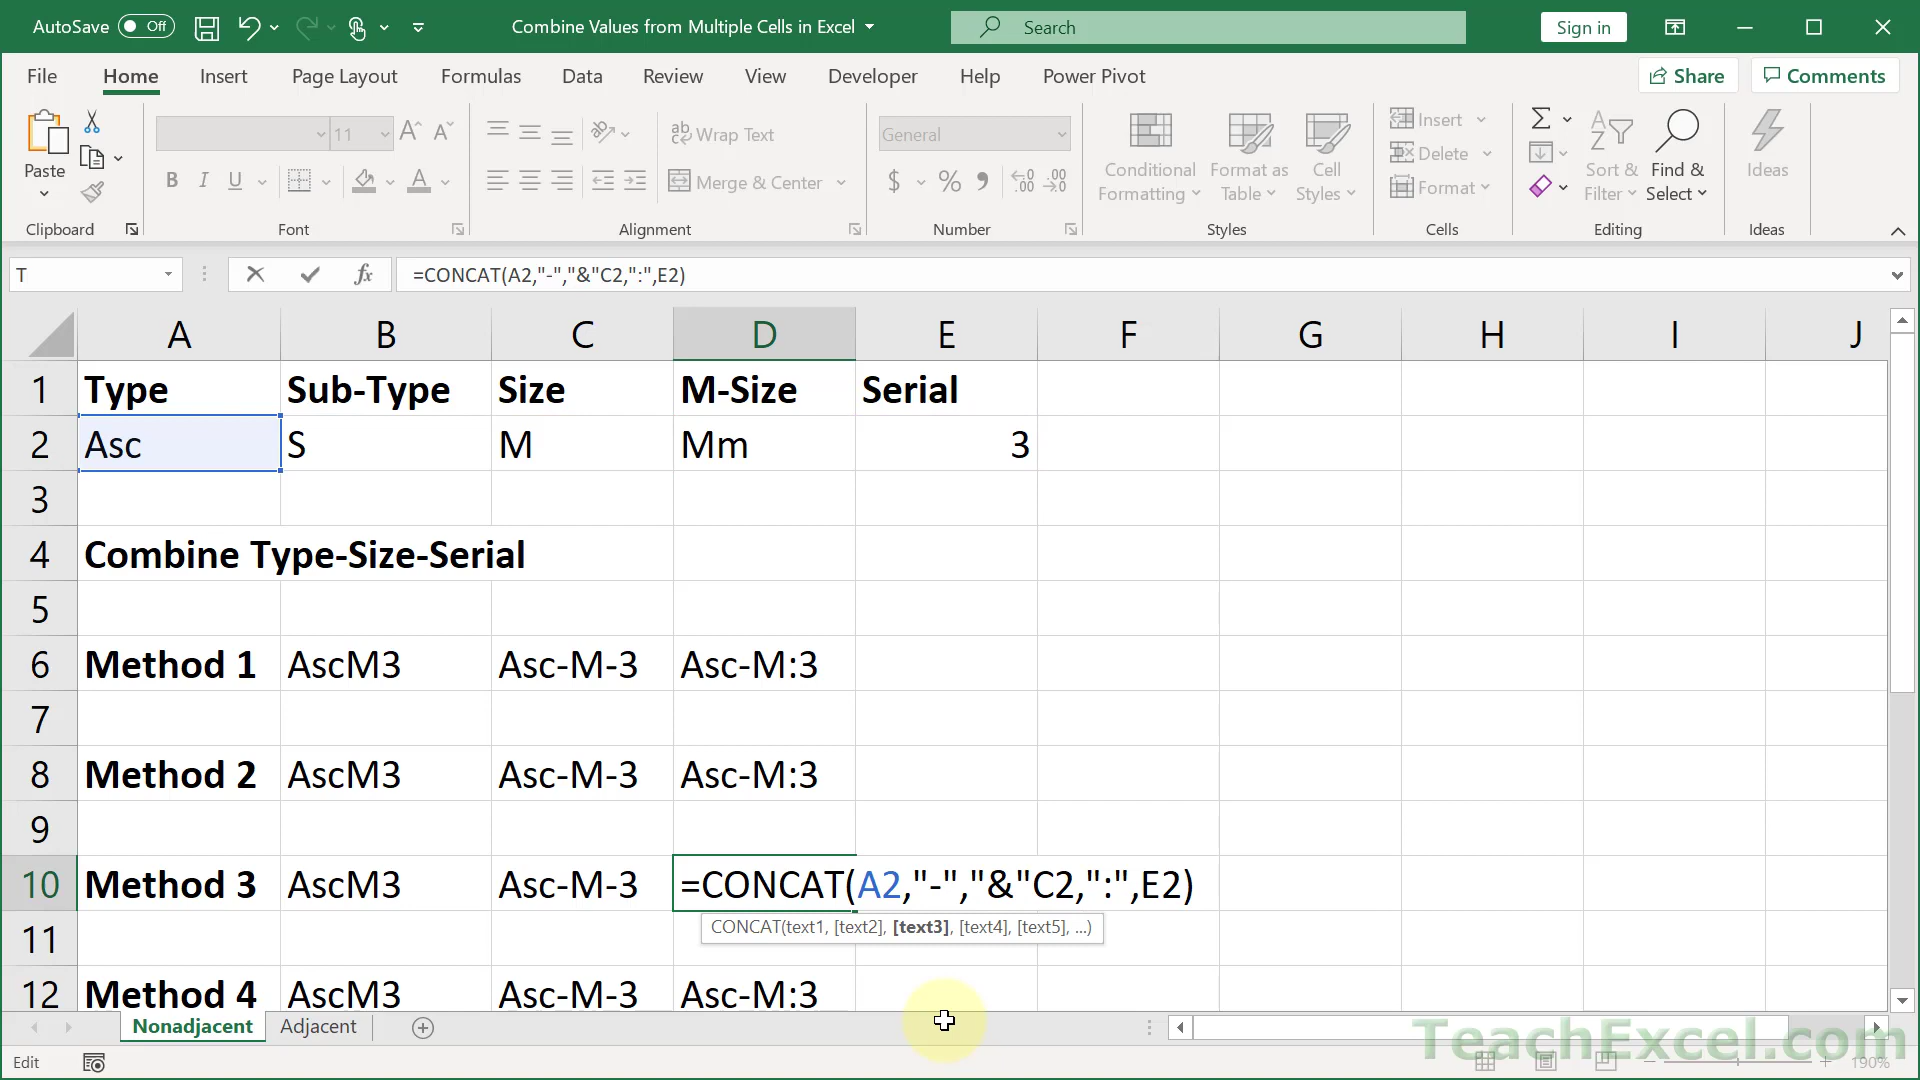 AutoSave Off Combine Values from Multiple Cells in Excel Search Sign in
File Home Insert Page Layout Formulas Data Review View Developer Help Power Pivot Share Comments
Paste
11
ab Wrap Text
General
Conditional Formatting
Format as Table
Cell Styles
Insert
Delete
Format
Sort & Filter
Find & Select
Ideas
B I U
Merge & Center
$ % 9
Clipboard Font Alignment Number Styles Cells Editing Ideas
T fx =CONCAT(A2,"-","&"C2,":",E2)
A B C D E F G H I J
1 Type Sub-Type Size M-Size Serial
2 Asc S M Mm 3
3
4 Combine Type-Size-Serial
5
6 Method 1 AscM3 Asc-M-3 Asc-M:3
7
8 Method 2 AscM3 Asc-M-3 Asc-M:3
9
10 Method 3 AscM3 Asc-M-3 =CONCAT(A2,"-","&"C2,":",E2)
11 CONCAT(text1, [text2], [text3], [text4], [text5], ...)
12 Method 4 AscM3 Asc-M-3 Asc-M:3
Nonadjacent Adjacent
TeachExcel.com
Edit 190%